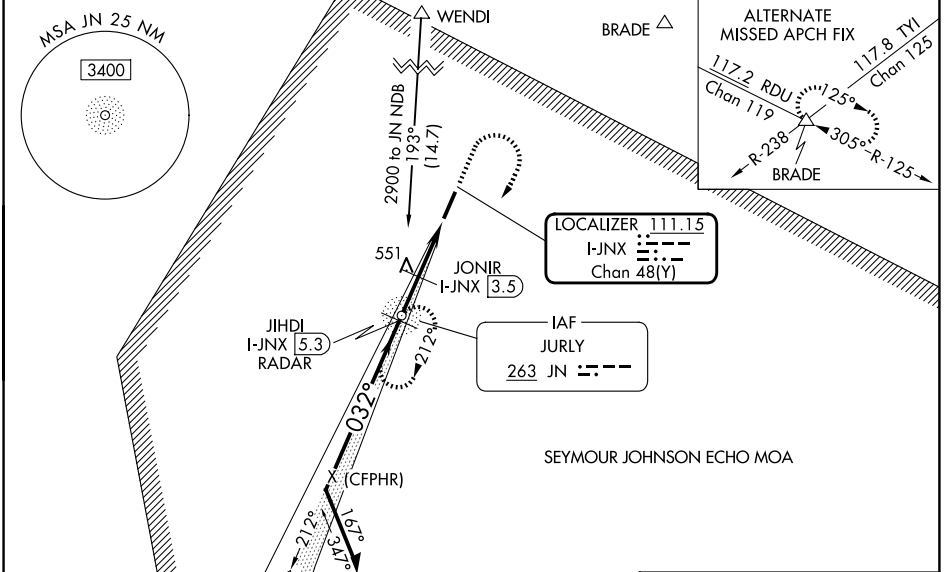 MSA JN 25 NM
3400
WENDI
2900 to JN NDB
193°
(14.7)
BRADE
ALTERNATE
MISSED APCH FIX
117.2 RDU
Chan 119
117.8 TYI
Chan 125
125°
305°
R-125
R-238
BRADE
LOCALIZER 111.15
I-JNX
Chan 48(Y)
551
JONIR
I-JNX 3.5
JIHDI
I-JNX 5.3
RADAR
IAF
JURLY
263 JN
212°
032°
SEYMOUR JOHNSON ECHO MOA
X (CFPHR)
212°
347°
167°